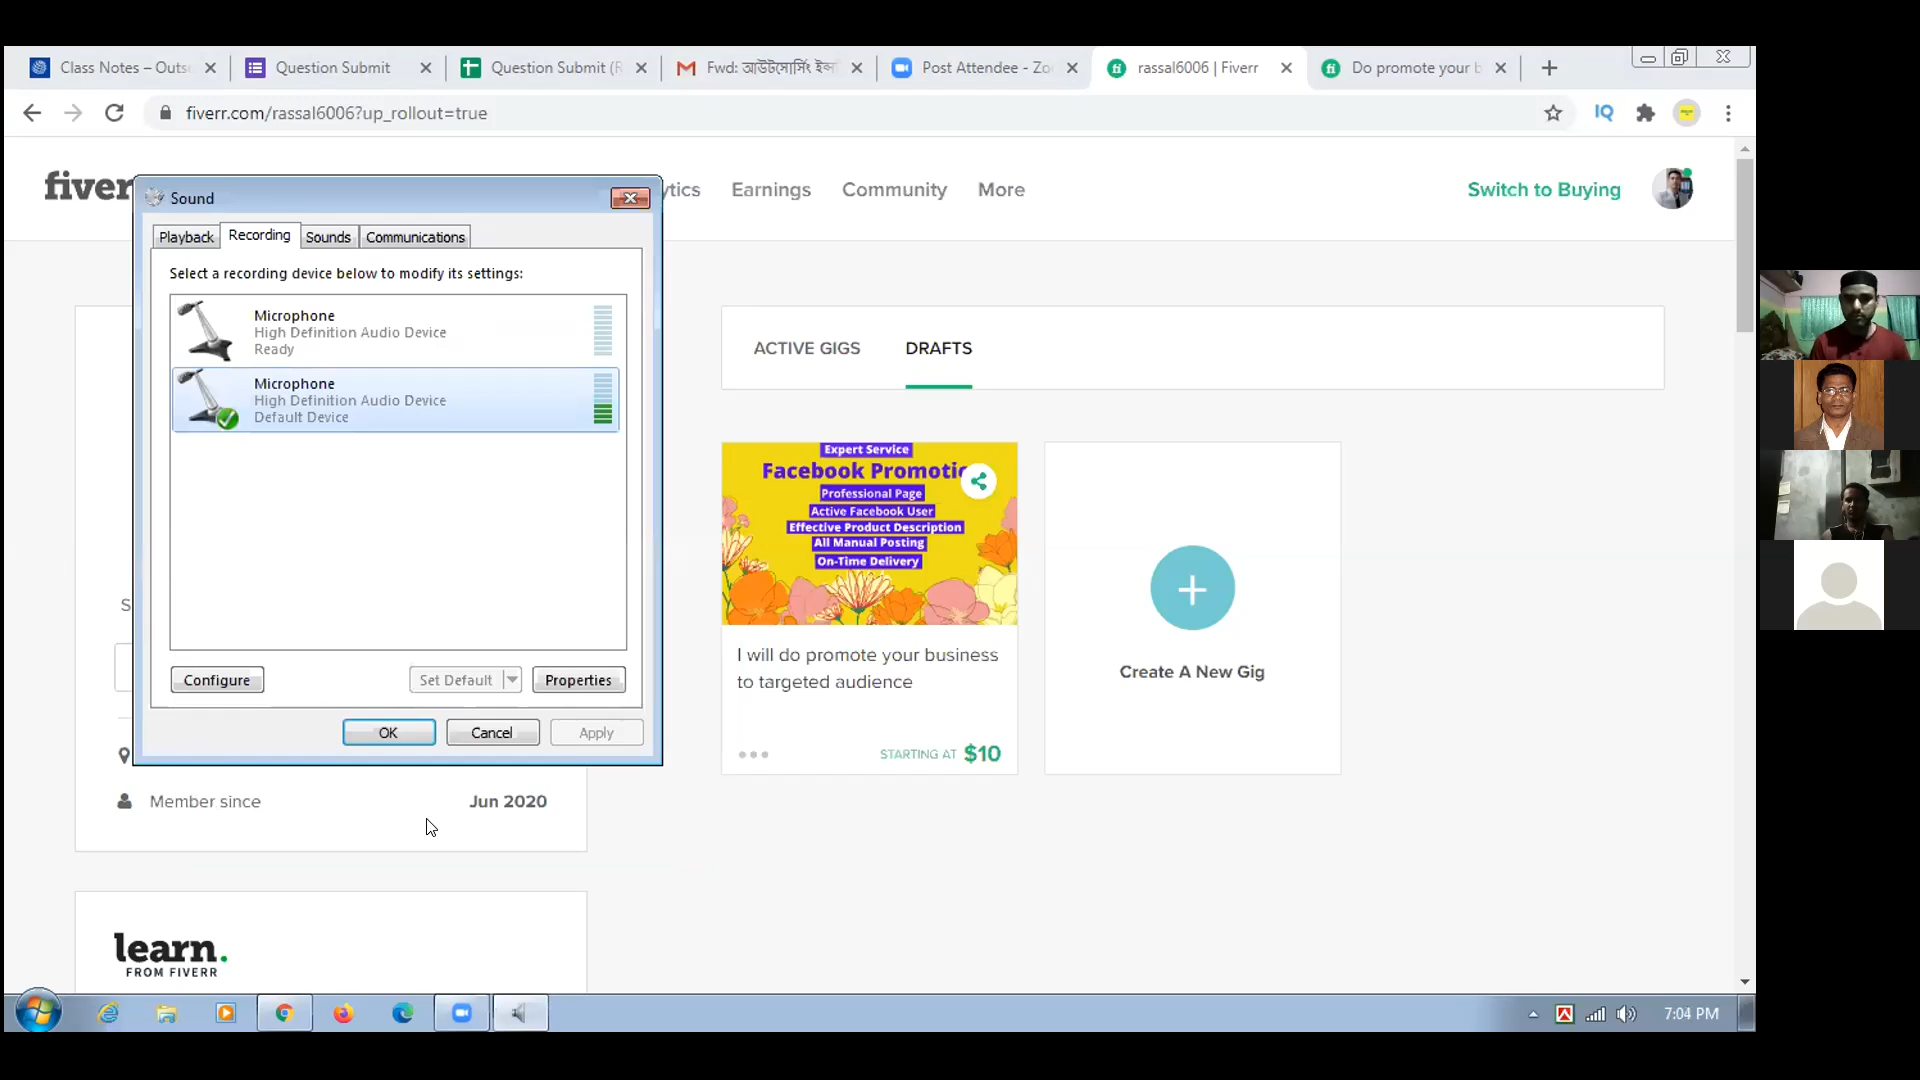 Class Notes – Outs
Question Submit
Question Submit (R
Fwd: আউটসোর্সিং ইন্স
Post Attendee - Zo
rassal6006 | Fiverr
Do promote your b
fiverr.com/rassal6006?up_rollout=true
IQ
fiver
ytics
Earnings
Community
More
Switch to Buying
Sound
Playback
Recording
Sounds
Communications
Select a recording device below to modify its settings:
Microphone
High Definition Audio Device
Ready
Microphone
High Definition Audio Device
Default Device
Configure
Set Default
Properties
OK
Cancel
Apply
S
Member since
Jun 2020
learn.
FROM FIVERR
ACTIVE GIGS
DRAFTS
Expert Service
Facebook Promotic
Professional Page
Active Facebook User
Effective Product Description
All Manual Posting
On-Time Delivery
I will do promote your business
to targeted audience
STARTING AT $10
Create A New Gig
7:04 PM